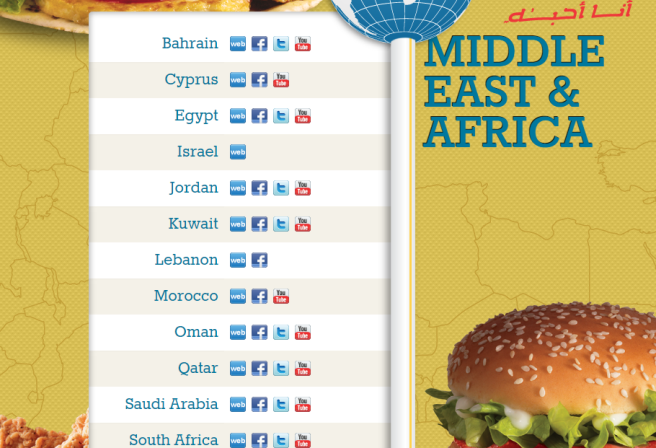 أنا أحبه
MIDDLE
EAST &
AFRICA
Bahrain web f t You Tube
Cyprus web f You Tube
Egypt web f t You Tube
Israel web
Jordan web f t You Tube
Kuwait web f t You Tube
Lebanon web f
Morocco web f You Tube
Oman web f t You Tube
Qatar web f t You Tube
Saudi Arabia web f t You Tube
South Africa web f t You Tube